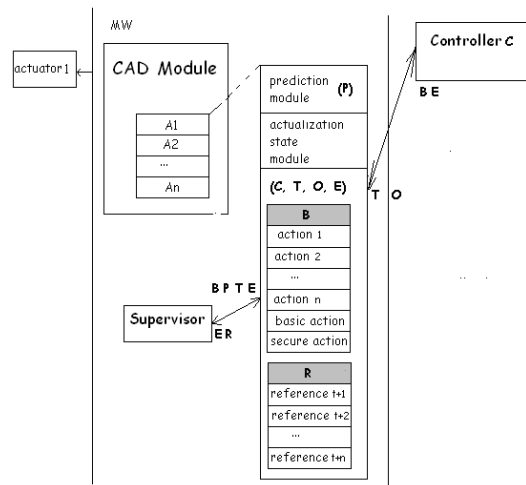 MW
actuator 1
CAD Module
A1
A2
...
An
prediction
module (P)
actualization
state
module
(C, T, O, E)
B
action 1
action 2
...
action n
basic action
secure action
R
reference t+1
reference t+2
...
reference t+n
B P T E
Supervisor
E R
Controller C
B E
T O